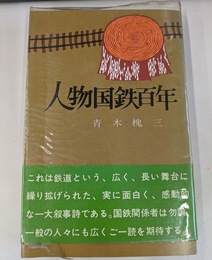 人物国鉄百年
青木槐三
これは鉄道という、広く、長い舞台に
繰り拡げられた、実に面白く、感動的
な一大叙事詩である。国鉄関係者は勿論
一般の人々にも広くご一読を期待する